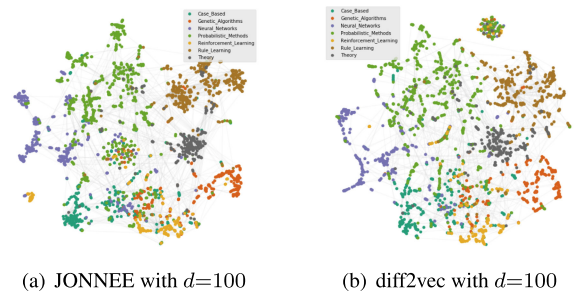 Case_Based
Genetic_Algorithms
Neural_Networks
Probabilistic_Methods
Reinforcement_Learning
Rule_Learning
Theory
Case_Based
Genetic_Algorithms
Neural_Networks
Probabilistic_Methods
Reinforcement_Learning
Rule_Learning
Theory
(a) JONNEE with d=100
(b) diff2vec with d=100